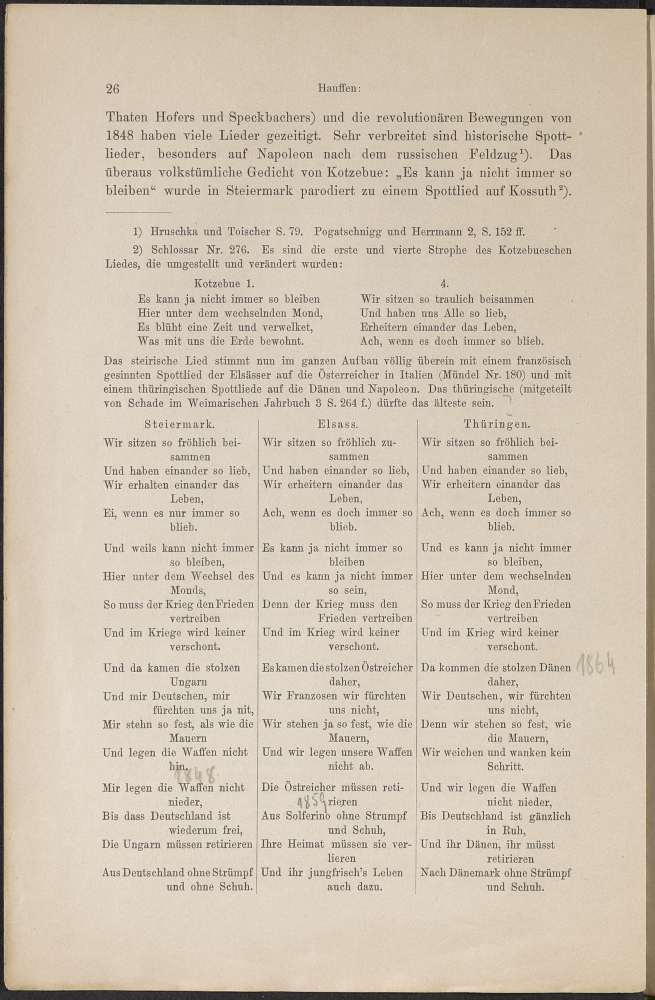 26
Hauffen:
Thaten Hofers und Speckbachers) und die revolutionären Bewegungen von
1848 haben viele Lieder gezeitigt. Sehr verbreitet sind historische Spott-
lieder, besonders auf Napoleon nach dem russischen Feldzug¹). Das
überaus volkstümliche Gedicht von Kotzebue: „Es kann ja nicht immer so
bleiben“ wurde in Steiermark parodiert zu einem Spottlied auf Kossuth²).
1) Hruschka und Toischer S. 79. Pogatschnigg und Herrmann 2, S. 152 ff.
2) Schlossar Nr. 276. Es sind die erste und vierte Strophe des Kotzebueschen
Liedes, die umgestellt und verändert wurden:
Kotzebue 1.
Es kann ja nicht immer so bleiben
Hier unter dem wechselnden Mond,
Es blüht eine Zeit und verwelket,
Was mit uns die Erde bewohnt.
4.
Wir sitzen so traulich beisammen
Und haben uns Alle so lieb,
Erheitern einander das Leben,
Ach, wenn es doch immer so blieb.
Das steirische Lied stimmt nun im ganzen Aufbau völlig überein mit einem französisch
gesinnten Spottlied der Elsässer auf die Österreicher in Italien (Mündel Nr. 180) und mit
einem thüringischen Spottliede auf die Dänen und Napoleon. Das thüringische (mitgeteilt
von Schade im Weimarischen Jahrbuch 3 S. 264 f.) dürfte das älteste sein. ?
Steiermark.
Wir sitzen so fröhlich bei-
sammen
Und haben einander so lieb,
Wir erhalten einander das
Leben,
Ei, wenn es nur immer so
blieb.
Und weils kann nicht immer
so bleiben,
Hier unter dem Wechsel des
Monds,
So muss der Krieg den Frieden
vertreiben
Und im Kriege wird keiner
verschont.
Und da kamen die stolzen
Ungarn
Und mir Deutschen, mir
fürchten uns ja nit,
Mir stehn so fest, als wie die
Mauern
Und legen die Waffen nicht
hin.
1848
Mir legen die Waffen nicht
nieder,
Bis dass Deutschland ist
wiederum frei,
Die Ungarn müssen retirieren
Aus Deutschland ohne Strümpf
und ohne Schuh.
Elsass.
Wir sitzen so fröhlich zu-
sammen
Und haben einander so lieb,
Wir erheitern einander das
Leben,
Ach, wenn es doch immer so
blieb.
Es kann ja nicht immer so
bleiben
Und es kann ja nicht immer
so sein,
Denn der Krieg muss den
Frieden vertreiben
Und im Krieg wird keiner
verschont.
Es kamen die stolzen Östreicher
daher,
Wir Franzosen wir fürchten
uns nicht,
Wir stehen ja so fest, wie die
Mauern,
Und wir legen unsere Waffen
nicht ab.
Die Östreicher müssen reti-
1859 rieren
Aus Solferino ohne Strumpf
und Schuh,
Ihre Heimat müssen sie ver-
lieren
Und ihr jungfrisch's Leben
auch dazu.
Thüringen.
Wir sitzen so fröhlich bei-
sammen
Und haben einander so lieb,
Wir erheitern einander das
Leben,
Ach, wenn es doch immer so
blieb.
Und es kann ja nicht immer
so bleiben,
Hier unter dem wechselnden
Mond,
So muss der Krieg den Frieden
vertreiben
Und im Krieg wird keiner
verschont.
Da kommen die stolzen Dänen 1864
daher,
Wir Deutschen, wir fürchten
uns nicht,
Denn wir stehen so fest, wie
die Mauern,
Wir weichen und wanken kein
Schritt.
Und wir legen die Waffen
nicht nieder,
Bis Deutschland ist gänzlich
in Ruh,
Und ihr Dänen, ihr müsst
retirieren
Nach Dänemark ohne Strümpf
und Schuh.